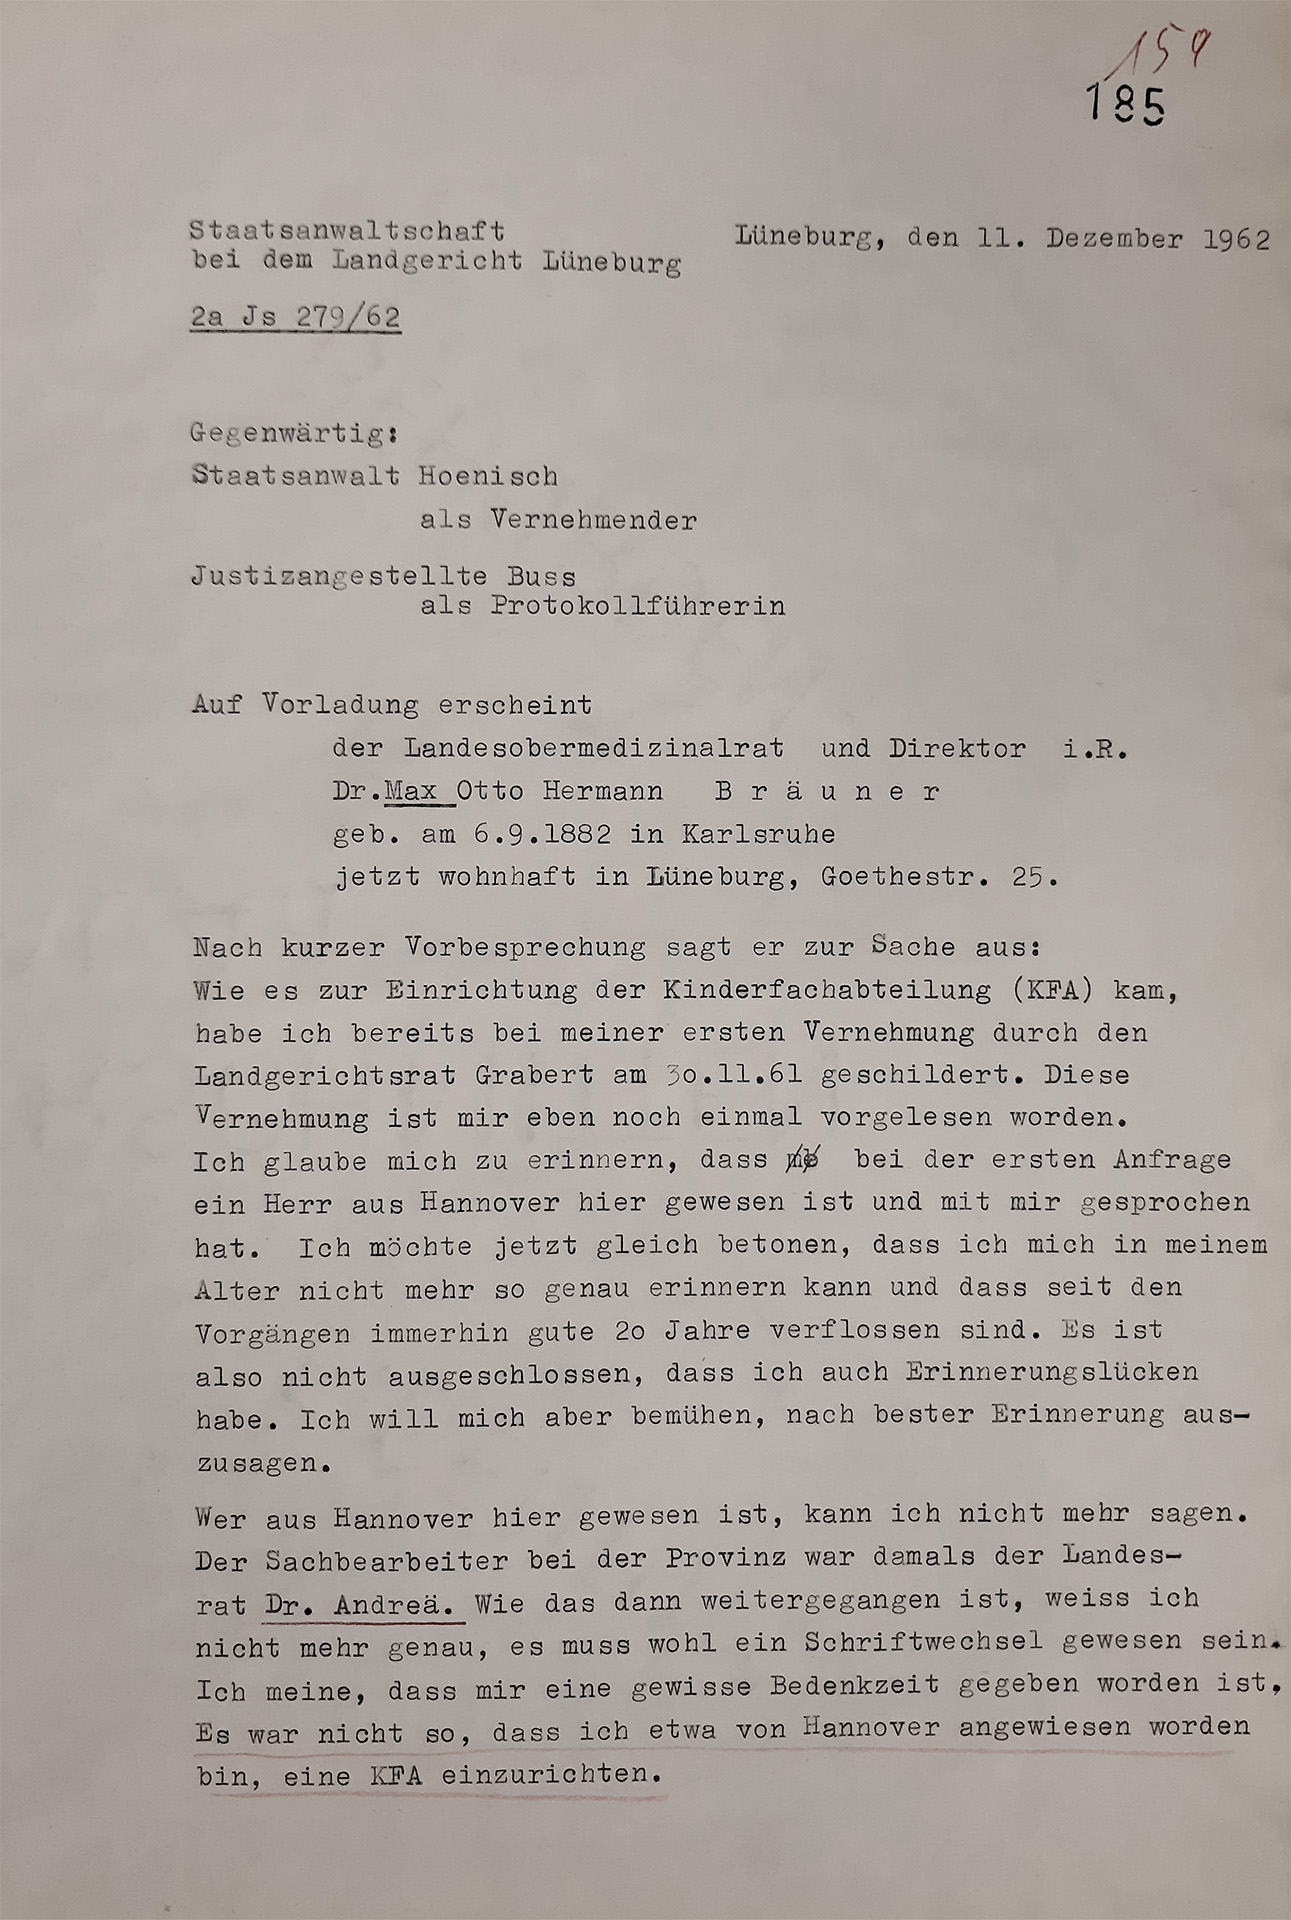 159
185
Staatsanwaltschaft
bei dem Landgericht Lüneburg
Lüneburg, den 11. Dezember 1962
2a Js 279/62
Gegenwärtig:
Staatsanwalt Hoenisch
als Vernehmender
Justizangestellte Buss
als Protokollführerin
Auf Vorladung erscheint
der Landesobermedizinalrat und Direktor i.R.
Dr.Max Otto Hermann B r ä u n e r
geb. am 6.9.1882 in Karlsruhe
jetzt wohnhaft in Lüneburg, Goethestr. 25.
Nach kurzer Vorbesprechung sagt er zur Sache aus:
Wie es zur Einrichtung der Kinderfachabteilung (KFA) kam,
habe ich bereits bei meiner ersten Vernehmung durch den
Landgerichtsrat Grabert am 3o.11.61 geschildert. Diese
Vernehmung ist mir eben noch einmal vorgelesen worden.
Ich glaube mich zu erinnern, dass bei der ersten Anfrage
ein Herr aus Hannover hier gewesen ist und mit mir gesprochen
hat. Ich möchte jetzt gleich betonen, dass ich mich in meinem
Alter nicht mehr so genau erinnern kann und dass seit den
Vorgängen immerhin gute 2o Jahre verflossen sind. Es ist
also nicht ausgeschlossen, dass ich auch Erinnerungslücken
habe. Ich will mich aber bemühen, nach bester Erinnerung aus-
zusagen.
Wer aus Hannover hier gewesen ist, kann ich nicht mehr sagen.
Der Sachbearbeiter bei der Provinz war damals der Landes-
rat Dr. Andreä. Wie das dann weitergegangen ist, weiss ich
nicht mehr genau, es muss wohl ein Schriftwechsel gewesen sein.
Ich meine, dass mir eine gewisse Bedenkzeit gegeben worden ist,
Es war nicht so, dass ich etwa von Hannover angewiesen worden
bin, eine KFA einzurichten.